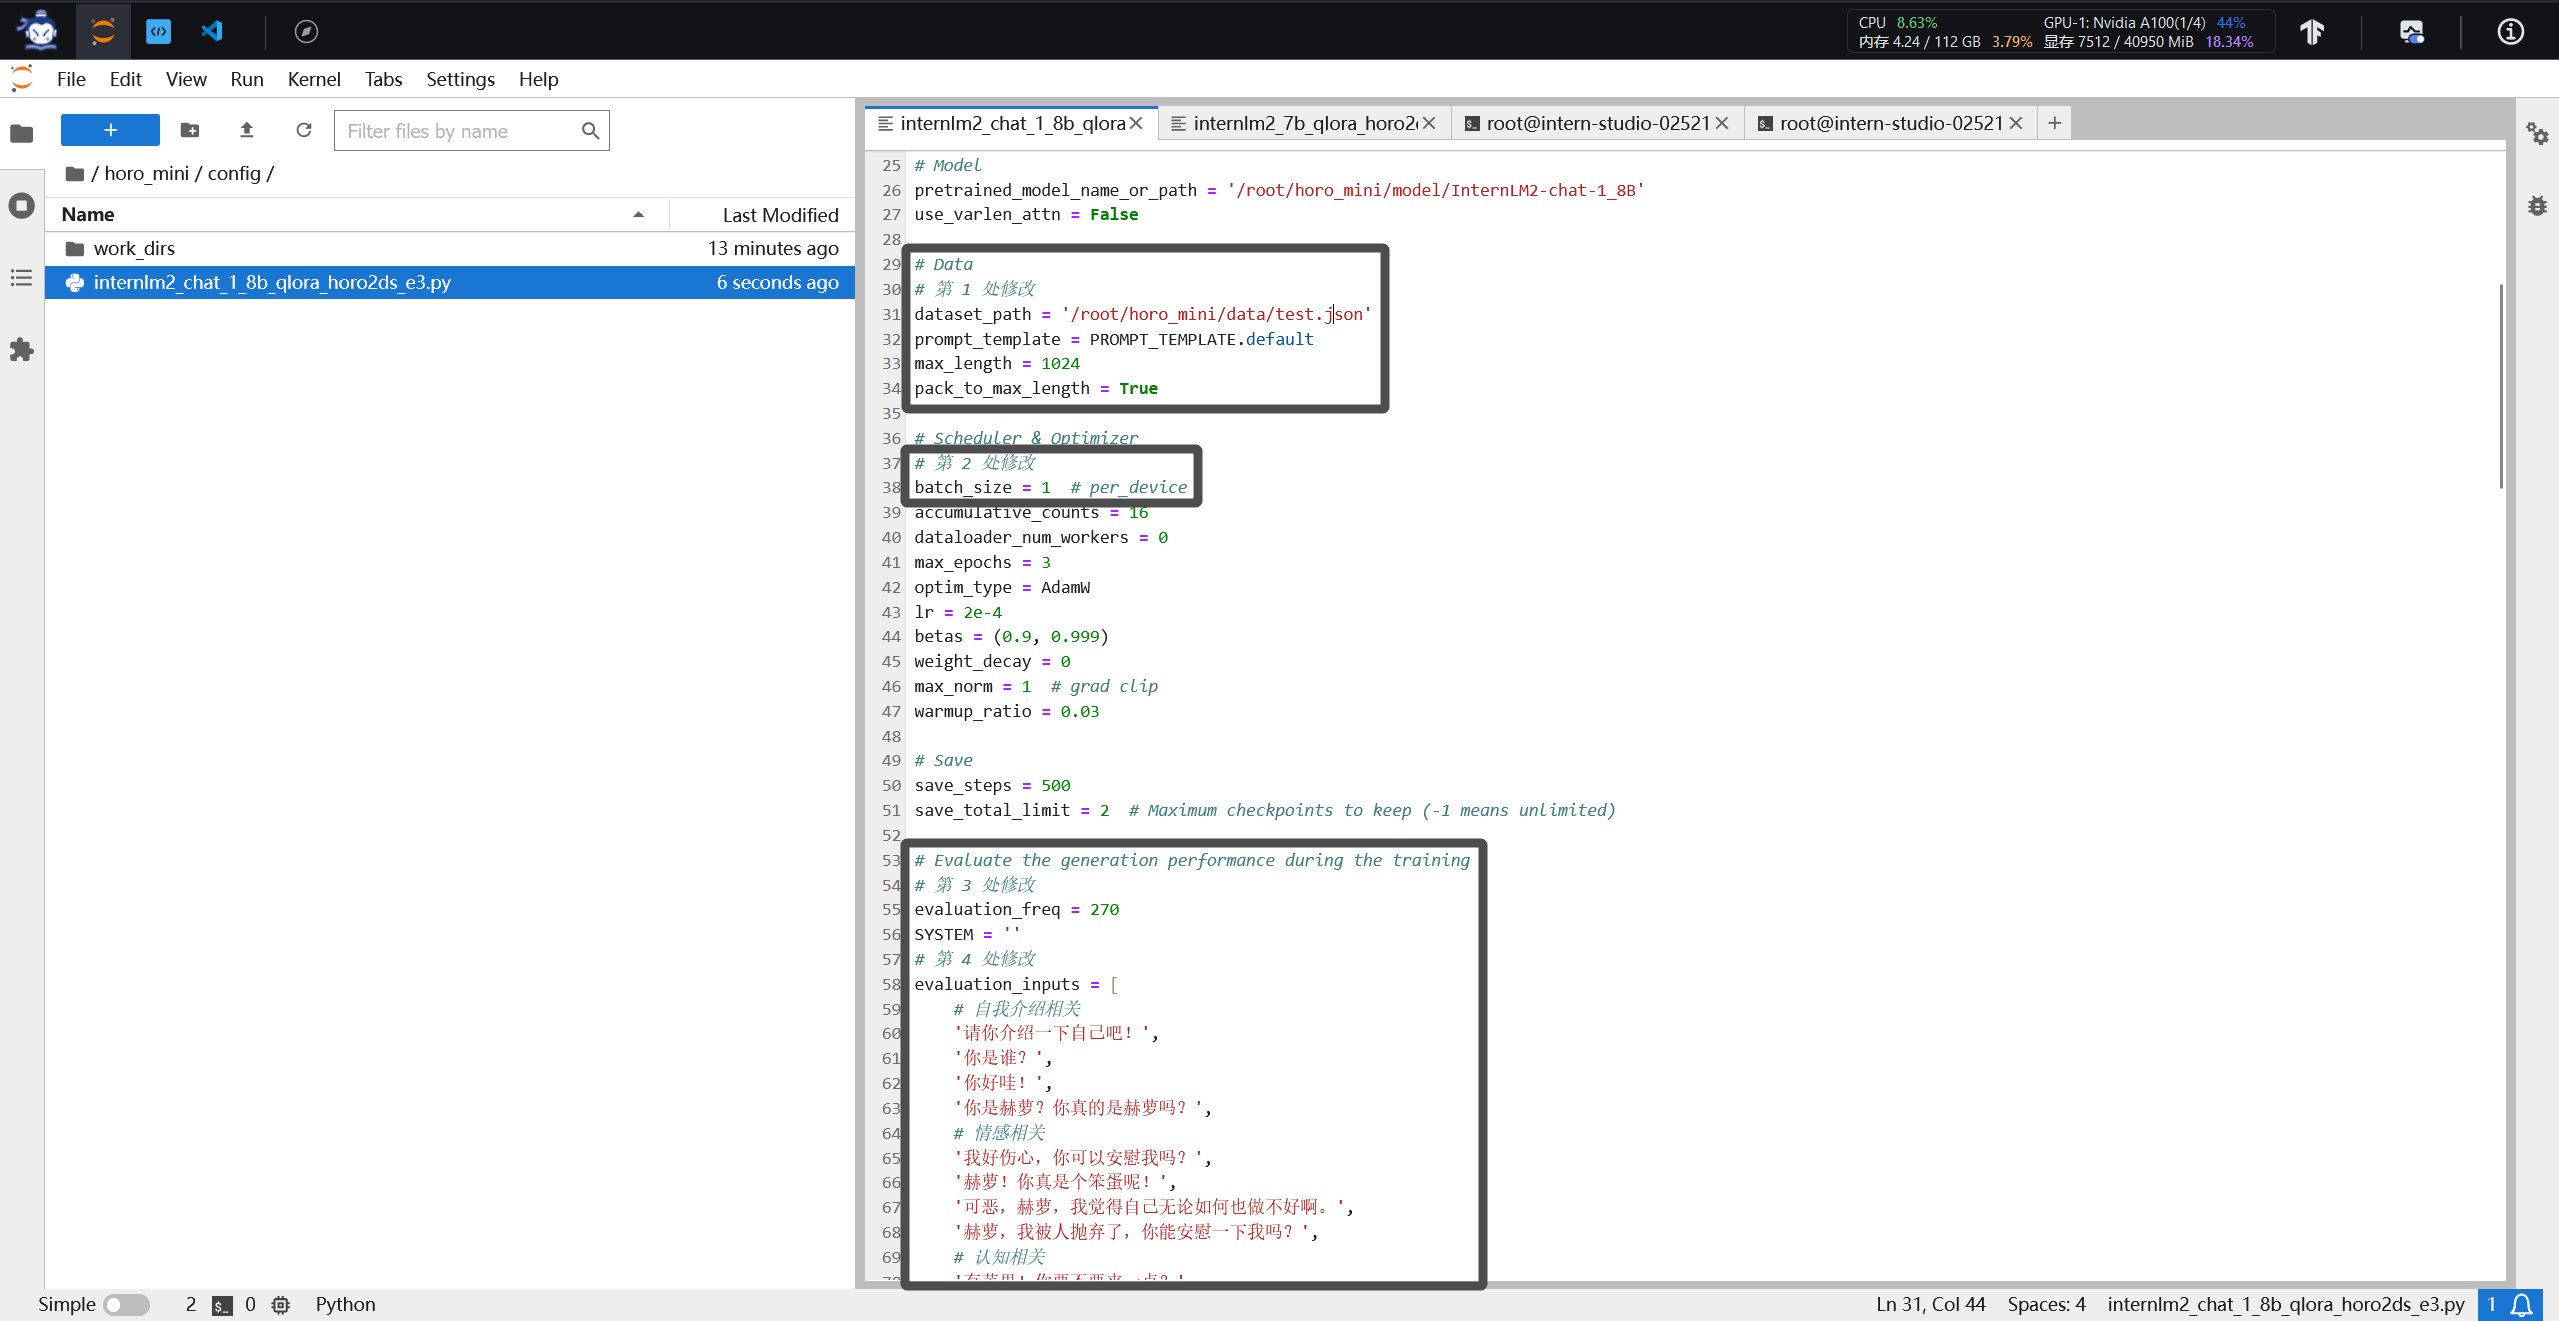 CPU 8.63%
GPU-1: Nvidia A100(1/4) 44%
内存 4.24 / 112 GB 3.79%
显存 7512 / 40950 MiB 18.34%
File Edit View Run Kernel Tabs Settings Help
+
Filter files by name
/ horo_mini / config /
Name
Last Modified
work_dirs
13 minutes ago
internlm2_chat_1_8b_qlora_horo2ds_e3.py
6 seconds ago
internlm2_chat_1_8b_qlora
internlm2_7b_qlora_horo2
root@intern-studio-02521
root@intern-studio-02521
25 # Model
26 pretrained_model_name_or_path = '/root/horo_mini/model/InternLM2-chat-1_8B'
27 use_varlen_attn = False
28
29 # Data
30 # 第 1 处修改
31 dataset_path = '/root/horo_mini/data/test.json'
32 prompt_template = PROMPT_TEMPLATE.default
33 max_length = 1024
34 pack_to_max_length = True
35
36 # Scheduler & Optimizer
37 # 第 2 处修改
38 batch_size = 1  # per_device
39 accumulative_counts = 16
40 dataloader_num_workers = 0
41 max_epochs = 3
42 optim_type = AdamW
43 lr = 2e-4
44 betas = (0.9, 0.999)
45 weight_decay = 0
46 max_norm = 1  # grad clip
47 warmup_ratio = 0.03
48
49 # Save
50 save_steps = 500
51 save_total_limit = 2  # Maximum checkpoints to keep (-1 means unlimited)
52
53 # Evaluate the generation performance during the training
54 # 第 3 处修改
55 evaluation_freq = 270
56 SYSTEM = ''
57 # 第 4 处修改
58 evaluation_inputs = [
59     # 自我介绍相关
60     '请你介绍一下自己吧！',
61     '你是谁？',
62     '你好哇！',
63     '你是赫萝？你真的是赫萝吗？',
64     # 情感相关
65     '我好伤心，你可以安慰我吗？',
66     '赫萝！你真是个笨蛋呢！',
67     '可恶，赫萝，我觉得自己无论如何也做不好啊。',
68     '赫萝，我被人抛弃了，你能安慰一下我吗？',
69     # 认知相关
Simple
2
0
Python
Ln 31, Col 44
Spaces: 4
internlm2_chat_1_8b_qlora_horo2ds_e3.py
1